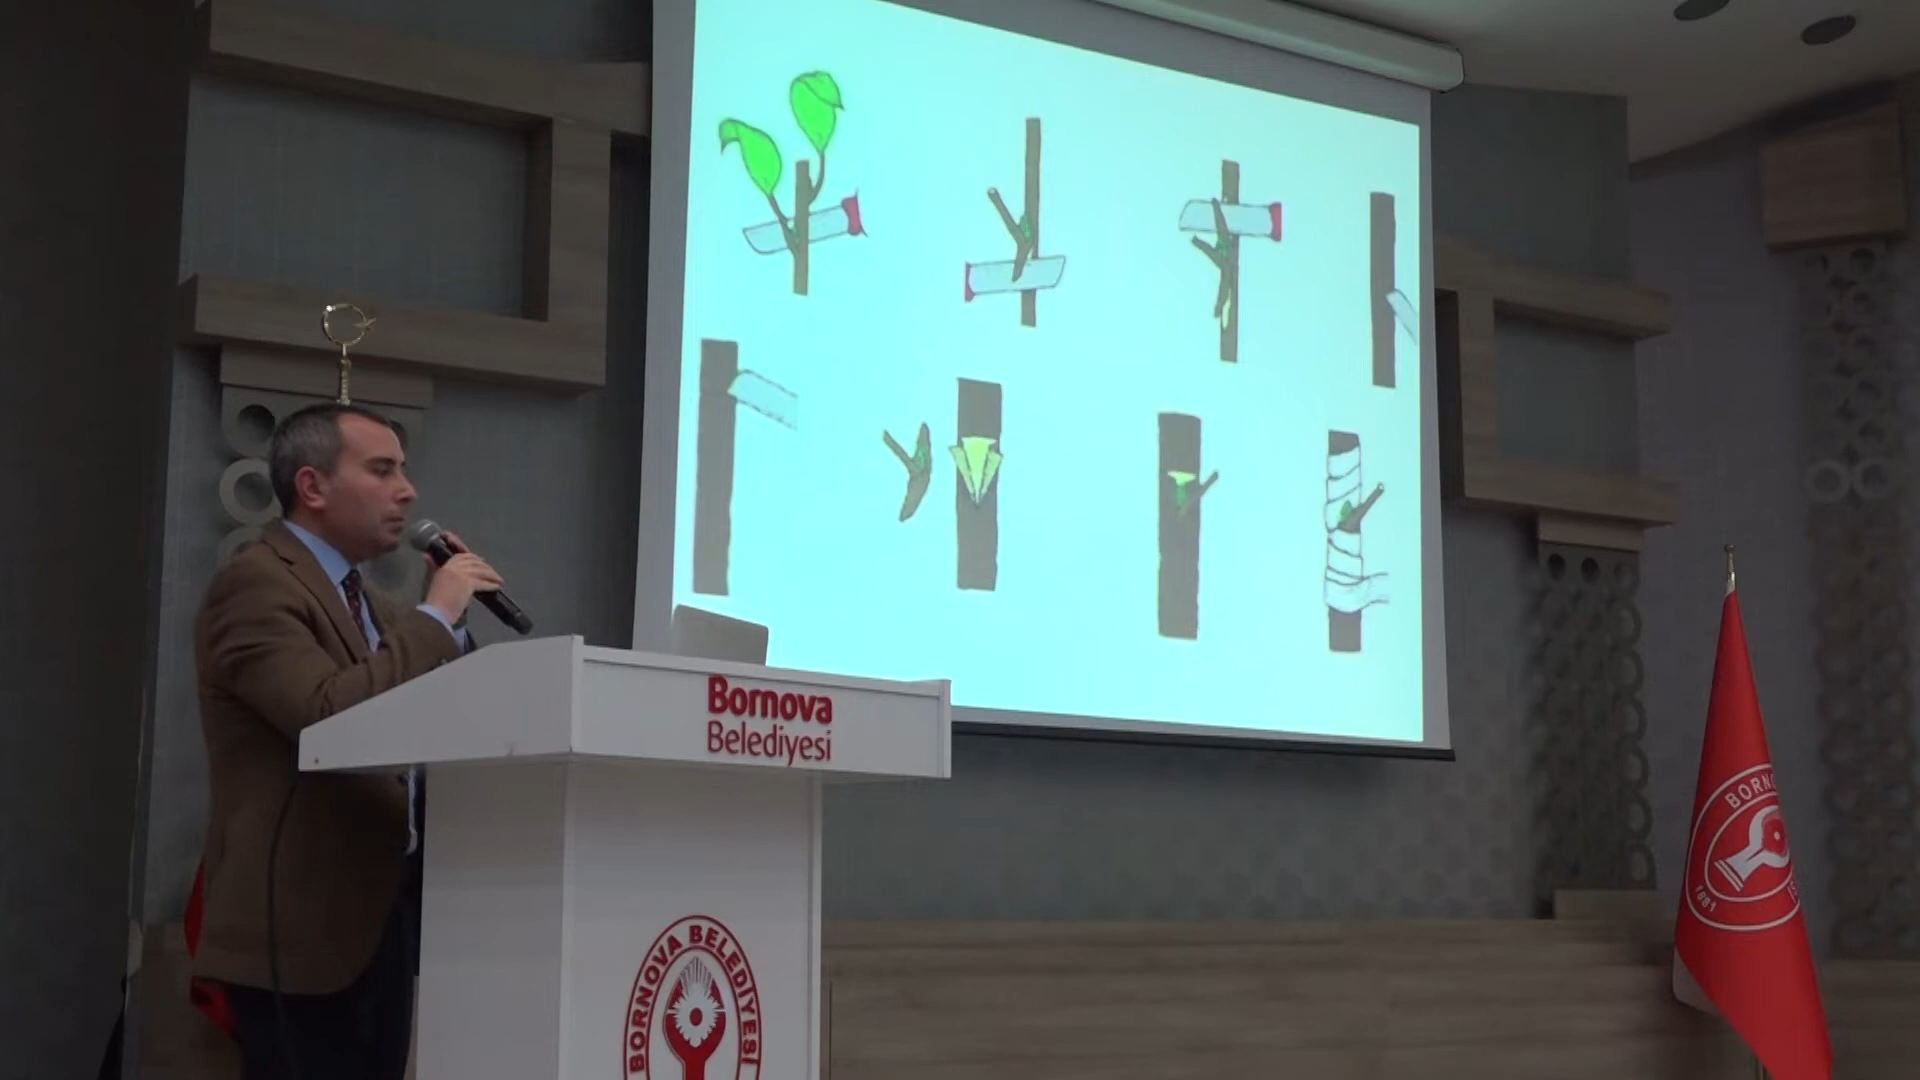 Bornova
Belediyesi
BORNOVA BELEDİYESİ
BORNO
1881